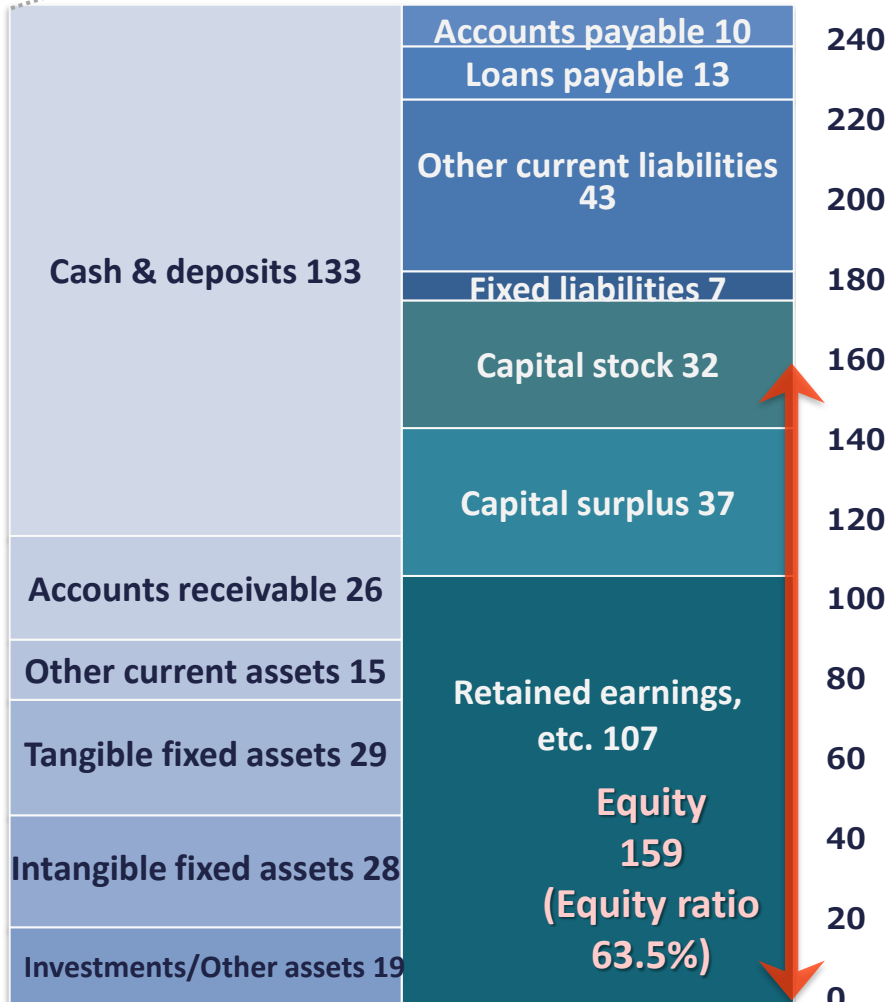 Cash & deposits 133
Accounts receivable 26
Other current assets 15
Tangible fixed assets 29
Intangible fixed assets 28
Investments/Other assets 19
Accounts payable 10
Loans payable 13
Other current liabilities
43
Fixed liabilities 7
Capital stock 32
Capital surplus 37
Retained earnings,
etc. 107
Equity
159
(Equity ratio
63.5%)
240
220
200
180
160
140
120
100
80
60
40
20
0